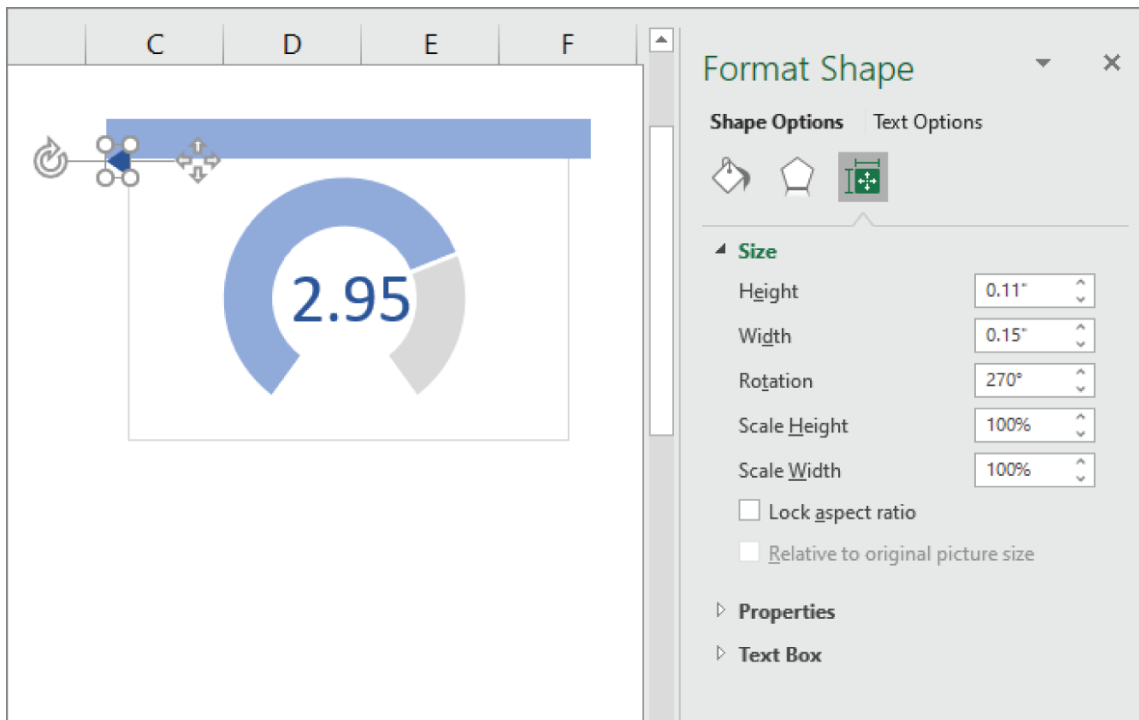 C D E F
2.95
Format Shape
Shape Options Text Options
Size
Height 0.11"
Width 0.15"
Rotation 270°
Scale Height 100%
Scale Width 100%
Lock aspect ratio
Relative to original picture size
Properties
Text Box